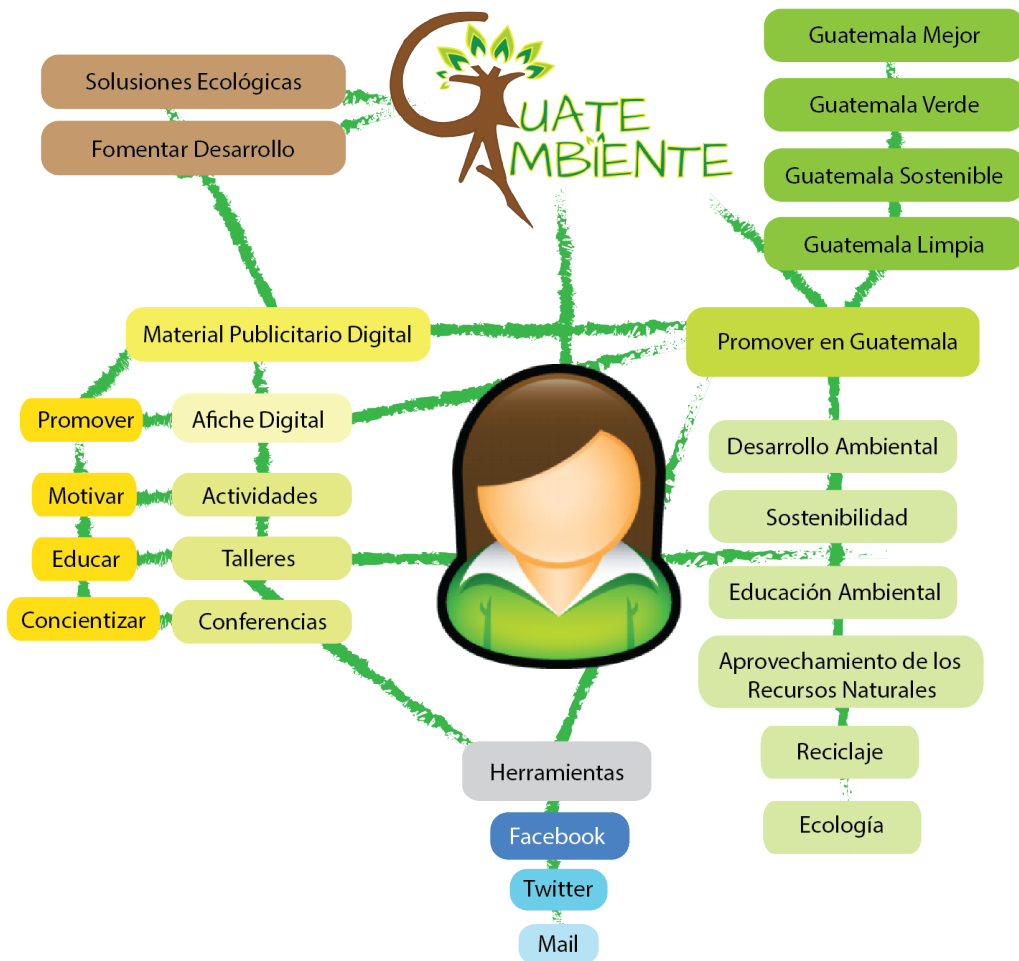 Solusiones Ecológicas
Fomentar Desarrollo
GUATE
AMBIENTE
Guatemala Mejor
Guatemala Verde
Guatemala Sostenible
Guatemala Limpia
Material Publicitario Digital
Promover en Guatemala
Promover
Afiche Digital
Motivar
Actividades
Educar
Talleres
Concientizar
Conferencias
Desarrollo Ambiental
Sostenibilidad
Educación Ambiental
Aprovechamiento de los
Recursos Naturales
Reciclaje
Ecología
Herramientas
Facebook
Twitter
Mail